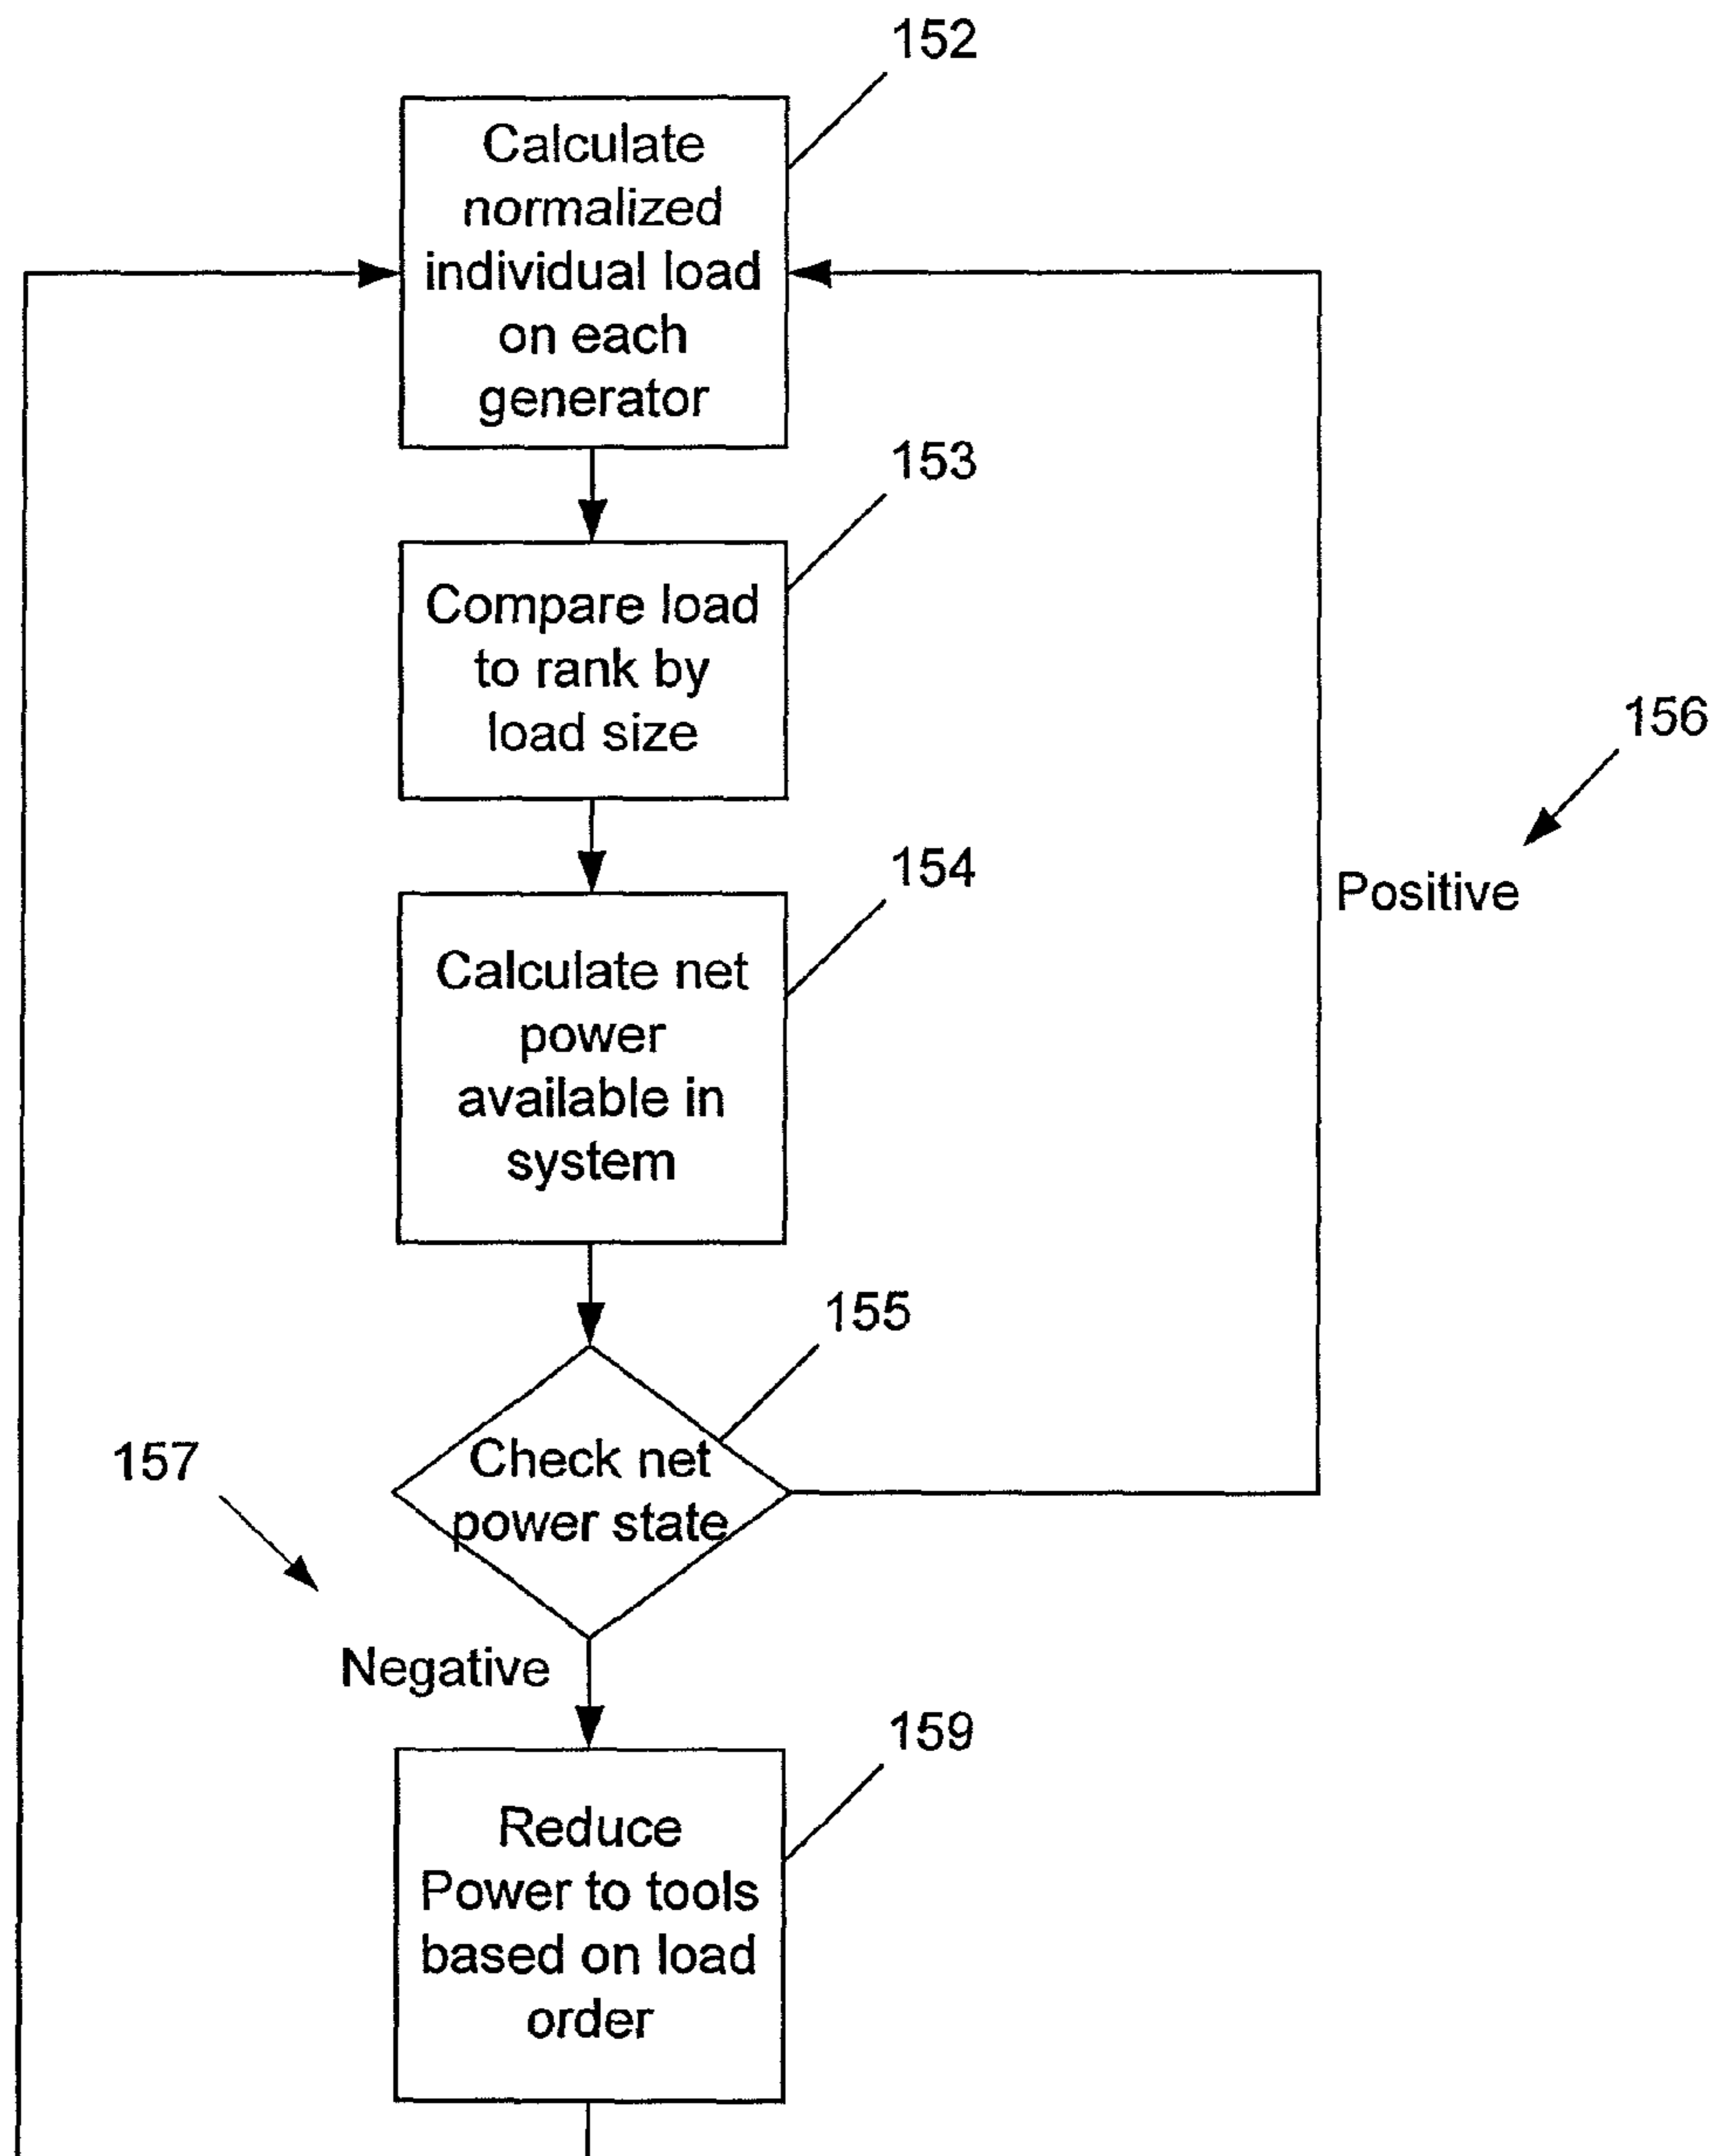 152
Calculate
normalized
individual load
on each
generator
153
Compare load
to rank by
load size
156
154
Positive
Calculate net
power
available in
system
155
157
Check net
power state
Negative
159
Reduce
Power to tools
based on load
order